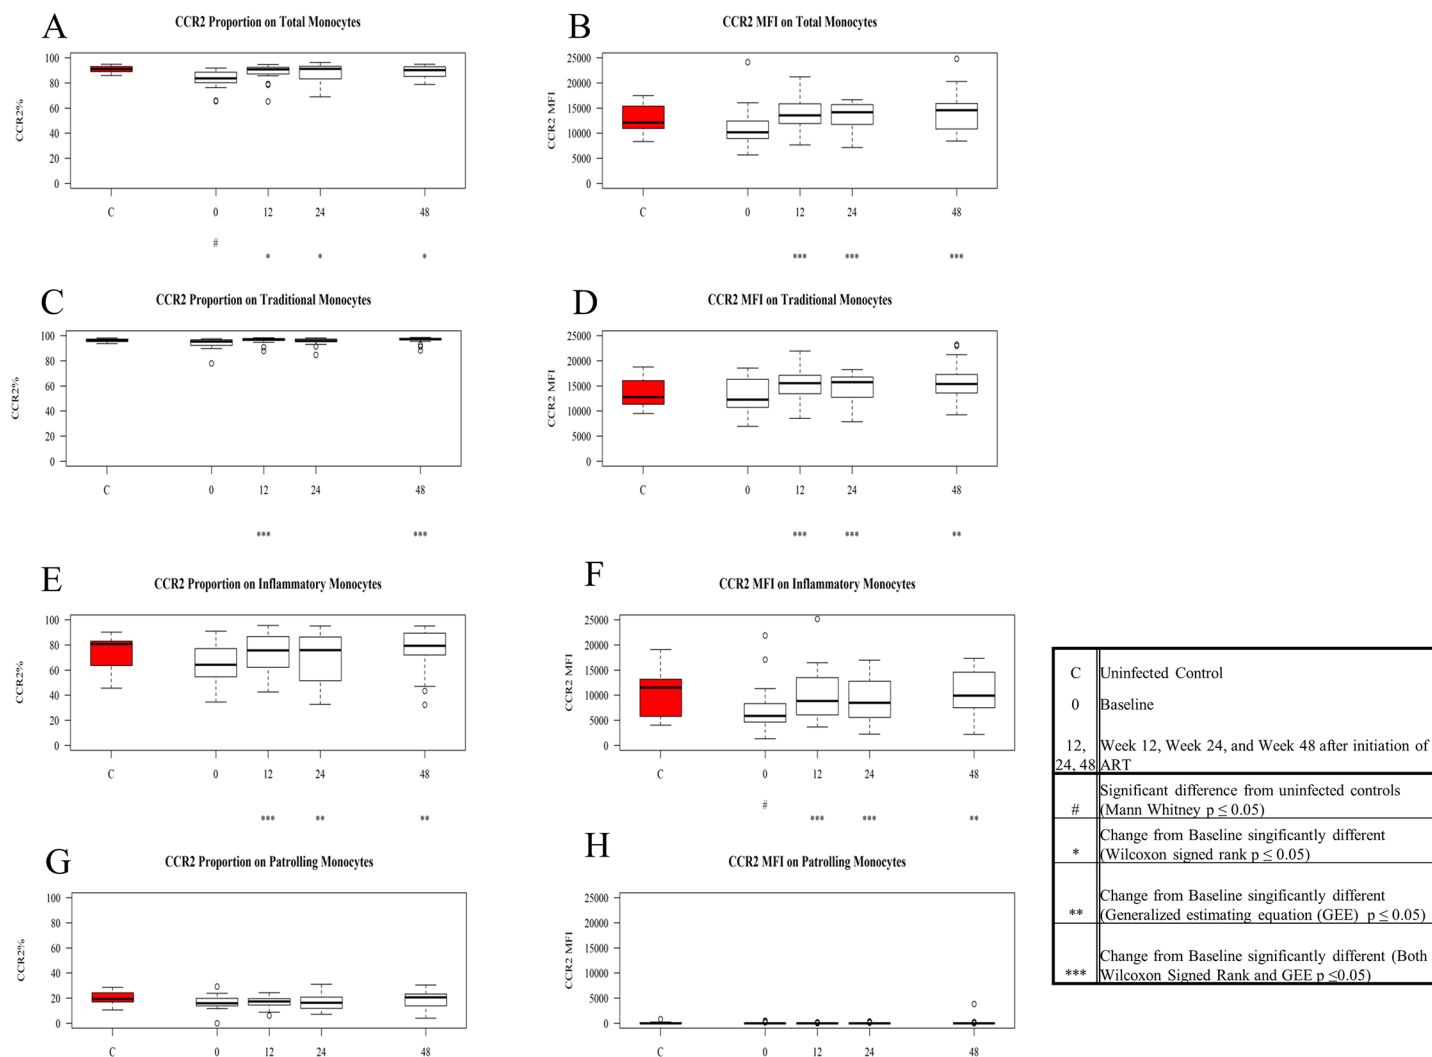 A
CCR2 Proportion on Total Monocytes
CCR2%
100
80
60
40
20
0
C 0 12 24 48
#
* * *
B
CCR2 MFI on Total Monocytes
CCR2 MFI
25000
20000
15000
10000
5000
0
C 0 12 24 48
*** *** ***
C
CCR2 Proportion on Traditional Monocytes
CCR2%
100
80
60
40
20
0
C 0 12 24 48
*** ***
D
CCR2 MFI on Traditional Monocytes
CCR2 MFI
25000
20000
15000
10000
5000
0
C 0 12 24 48
*** *** **
E
CCR2 Proportion on Inflammatory Monocytes
CCR2%
100
80
60
40
20
0
C 0 12 24 48
*** ** **
F
CCR2 MFI on Inflammatory Monocytes
CCR2 MFI
25000
20000
15000
10000
5000
0
C 0 12 24 48
#
*** *** **
G
CCR2 Proportion on Patrolling Monocytes
CCR2%
100
80
60
40
20
0
C 0 12 24 48
H
CCR2 MFI on Patrolling Monocytes
CCR2 MFI
25000
20000
15000
10000
5000
0
C 0 12 24 48
C Uninfected Control
0 Baseline
12, Week 12, Week 24, and Week 48 after initiation of
24, 48 ART
Significant difference from uninfected controls
# (Mann Whitney p ≤ 0.05)
Change from Baseline singificantly different
* (Wilcoxon signed rank p ≤ 0.05)
Change from Baseline singificantly different
** (Generalized estimating equation (GEE) p ≤ 0.05)
Change from Baseline significantly different (Both
*** Wilcoxon Signed Rank and GEE p ≤0.05)